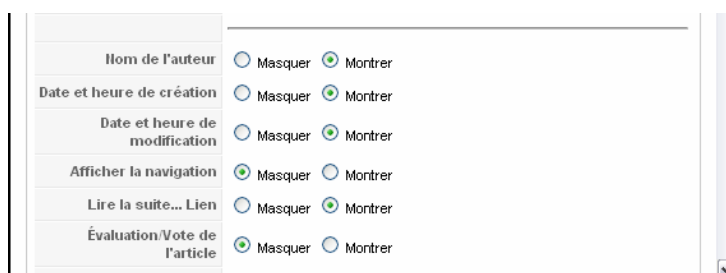 Nom de l'auteur Masquer Montrer
Date et heure de création Masquer Montrer
Date et heure de
modification Masquer Montrer
Afficher la navigation Masquer Montrer
Lire la suite... Lien Masquer Montrer
Évaluation/Vote de
l'article Masquer Montrer